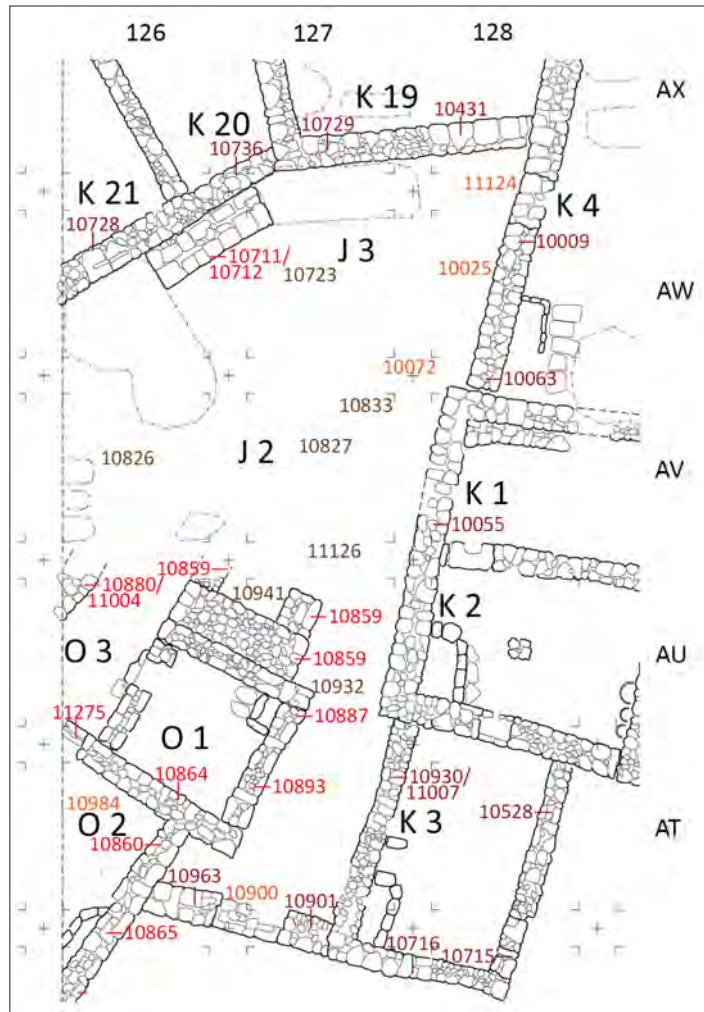 126 127 128
AX
K 19
10431
K 20
10729
10736
11124
K 21
K 4
10728
10009
J 3
10711/
10712
10723
10025
AW
10072
10063
10833
10826
J 2
10827
AV
K 1
10055
11126
10859
10880/
11004
10941
10859
K 2
O 3
10859
AU
10932
11275
10887
O 1
10864
10893
10930/
11007
10984
10528
O 2
K 3
AT
10860
10963
10900
10901
10865
10716
10715